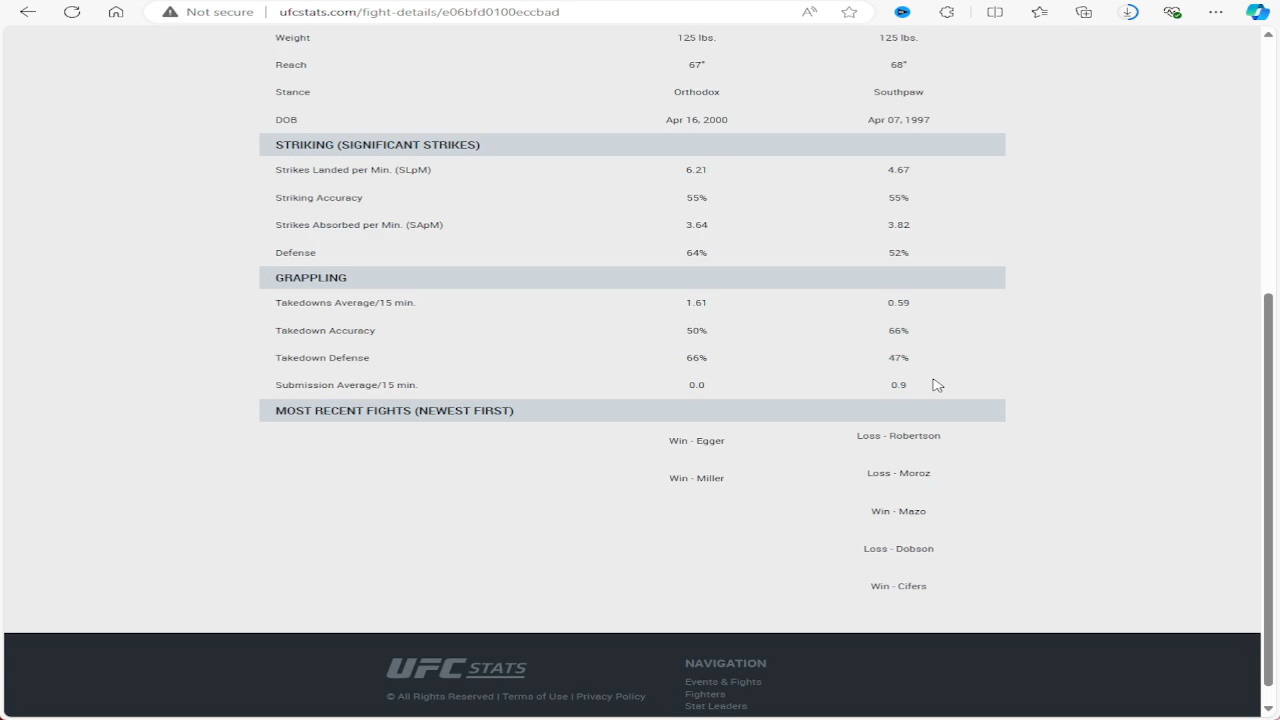 Not secure | ufcstats.com/fight-details/e06bfd0100eccbad
Weight 125 lbs. 125 lbs.
Reach 67" 68"
Stance Orthodox Southpaw
DOB Apr 16, 2000 Apr 07, 1997
STRIKING (SIGNIFICANT STRIKES)
Strikes Landed per Min. (SLpM) 6.21 4.67
Striking Accuracy 55% 55%
Strikes Absorbed per Min. (SApM) 3.64 3.82
Defense 64% 52%
GRAPPLING
Takedowns Average/15 min. 1.61 0.59
Takedown Accuracy 50% 66%
Takedown Defense 66% 47%
Submission Average/15 min. 0.0 0.9
MOST RECENT FIGHTS (NEWEST FIRST)
Win - Egger Loss - Robertson
Win - Miller Loss - Moroz
Win - Mazo
Loss - Dobson
Win - Cifers
UFC STATS
© All Rights Reserved | Terms of Use | Privacy Policy
NAVIGATION
Events & Fights
Fighters
Stat Leaders